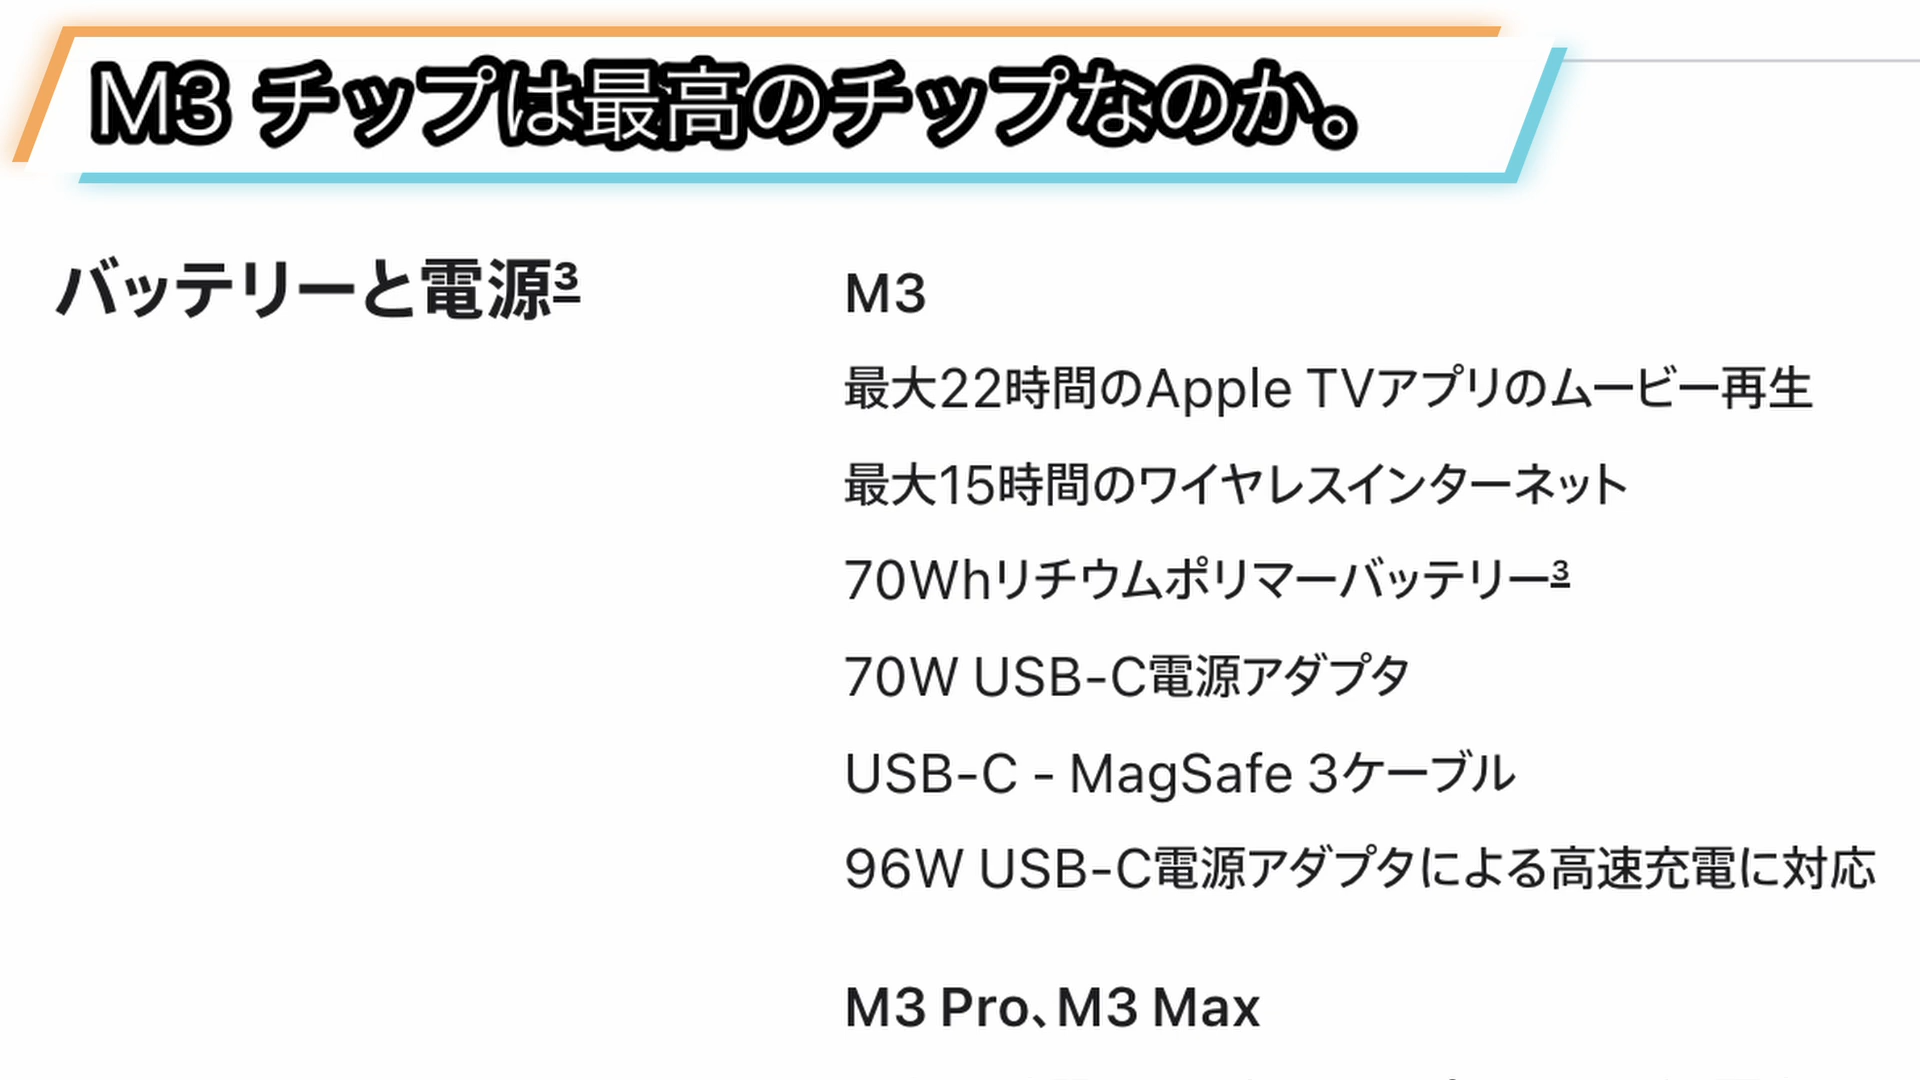 M3 チップは最高のチップなのか。
バッテリーと電源3
M3
最大22時間のApple TVアプリのムービー再生
最大15時間のワイヤレスインターネット
70Whリチウムポリマーバッテリー3
70W USB-C電源アダプタ
USB-C - MagSafe 3ケーブル
96W USB-C電源アダプタによる高速充電に対応
M3 Pro、M3 Max